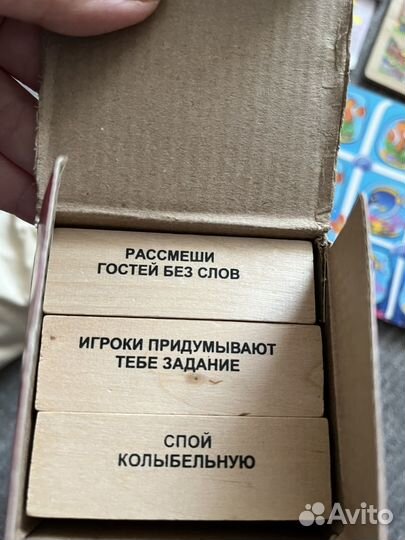 РАССМЕШИ
ГОСТЕЙ БЕЗ СЛОВ
ИГРОКИ ПРИДУМЫВАЮТ
ТЕБЕ ЗАДАНИЕ
СПОЙ
КОЛЫБЕЛЬНУЮ
Avito